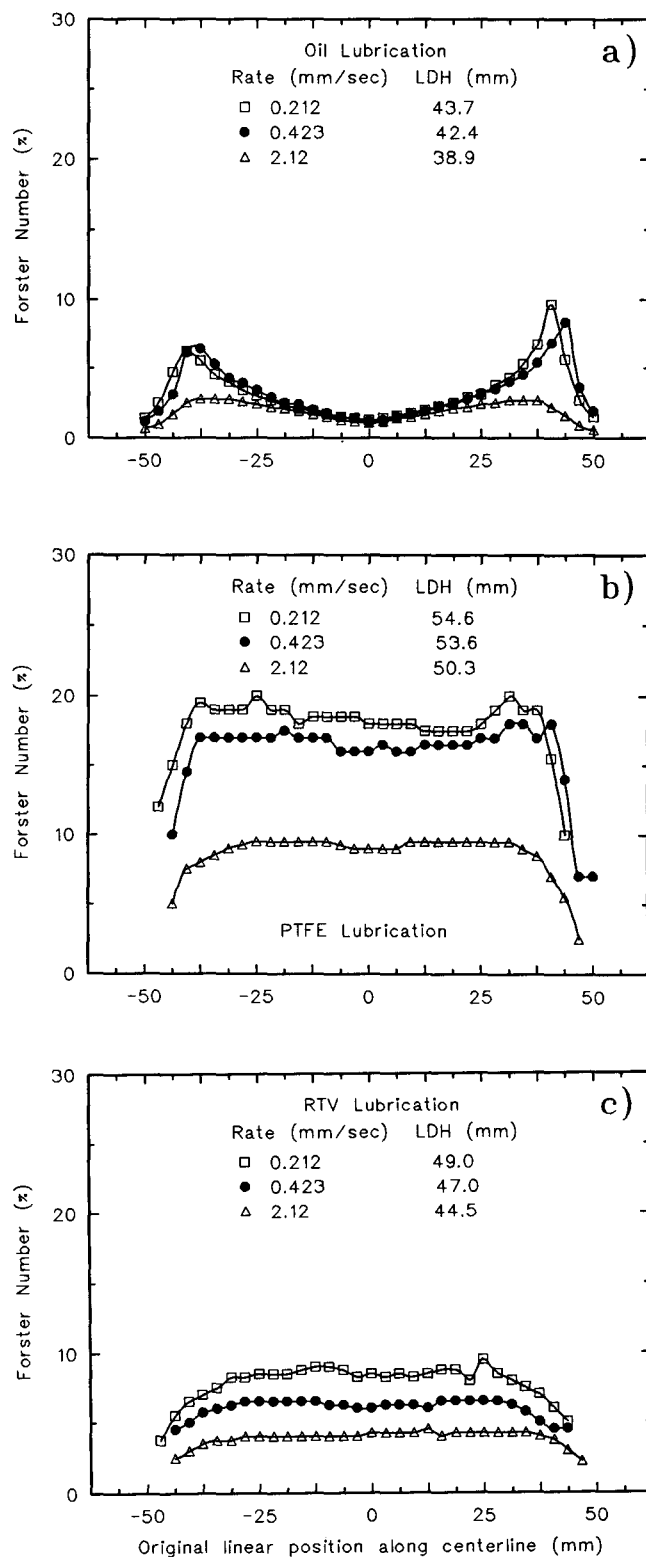 30
Oil Lubrication
a)
Rate (mm/sec) LDH (mm)
0.212 43.7
0.423 42.4
2.12 38.9
20
10
0
Forster Number (%)
-50 -25 0 25 50
30
b)
Rate (mm/sec) LDH (mm)
0.212 54.6
0.423 53.6
2.12 50.3
20
10
0
Forster Number (%)
PTFE Lubrication
-50 -25 0 25 50
30
RTV Lubrication
c)
Rate (mm/sec) LDH (mm)
0.212 49.0
0.423 47.0
2.12 44.5
20
10
0
Forster Number (%)
-50 -25 0 25 50
Original linear position along centerline (mm)